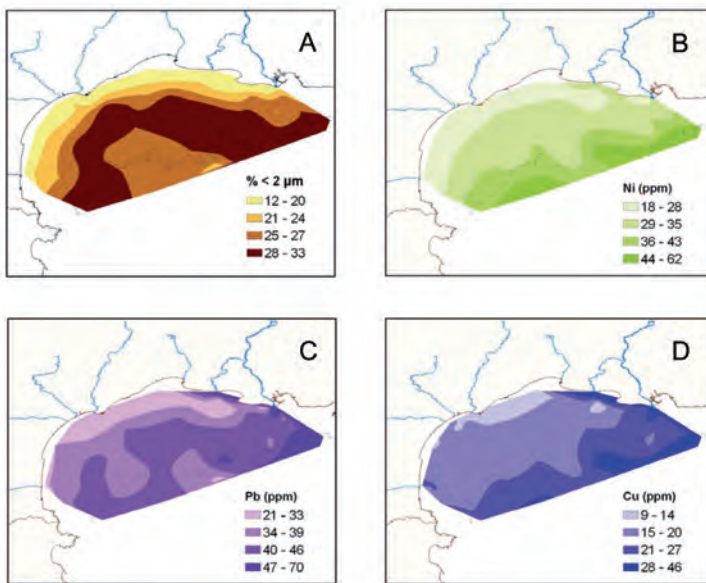 A
% < 2 µm
12 - 20
21 - 24
25 - 27
28 - 33
B
Ni (ppm)
18 - 28
29 - 35
36 - 43
44 - 62
C
Pb (ppm)
21 - 33
34 - 39
40 - 46
47 - 70
D
Cu (ppm)
9 - 14
15 - 20
21 - 27
28 - 46